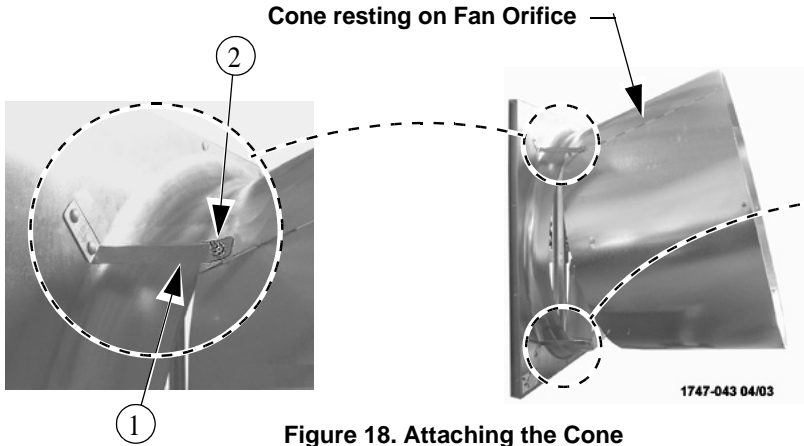 Cone resting on Fan Orifice
2
1747-043 04/03
1
Figure 18. Attaching the Cone